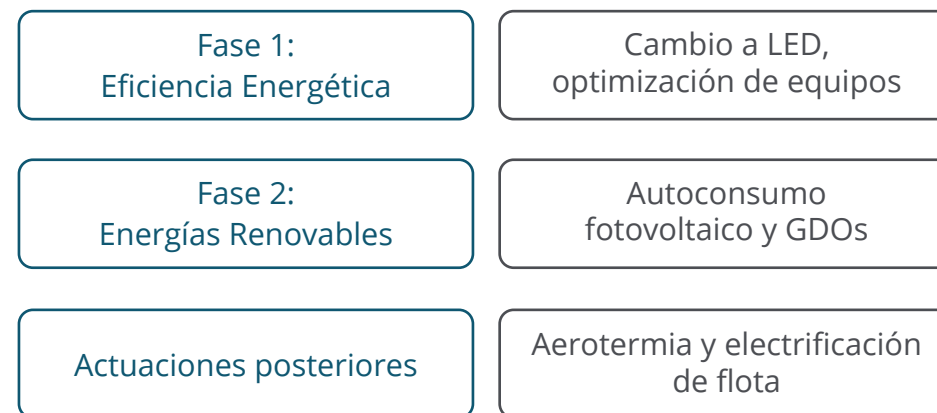 Fase 1:
Eficiencia Energética
Cambio a LED,
optimización de equipos
Fase 2:
Energías Renovables
Autoconsumo
fotovoltaico y GDOs
Actuaciones posteriores
Aerotermia y electrificación
de flota